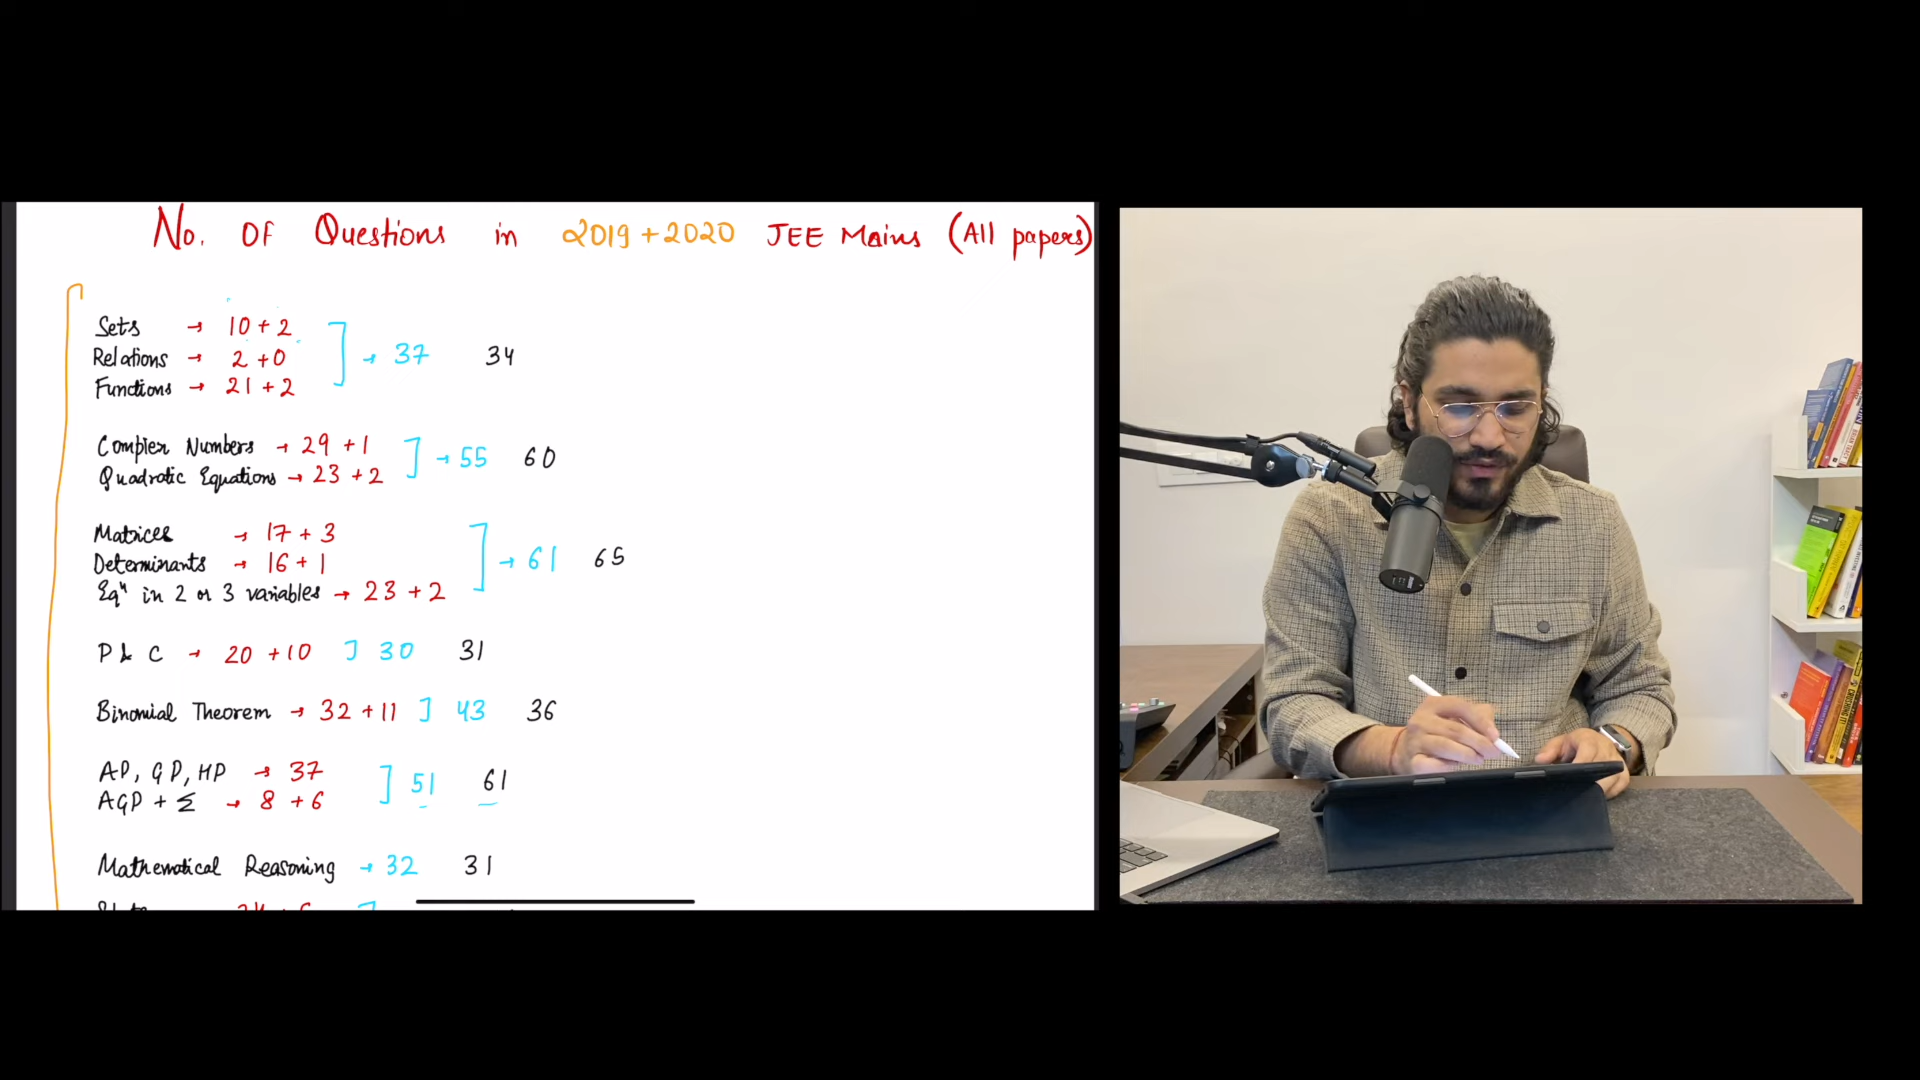 No. OF Questions in 2019 + 2020 JEE Mains (All papers)
Sets → 10 + 2
Relations → 2 + 0 ] → 37 34
Functions → 21 + 2
Complex Numbers → 29 + 1 ] → 55 60
Quadratic Equations → 23 + 2
Matrices → 17 + 3
Determinants → 16 + 1 ] → 61 65
Eqⁿ in 2 or 3 variables → 23 + 2
P & C → 20 + 10 ] 30 31
Binomial Theorem → 32 + 11 ] 43 36
AP, GP, HP → 37 ] 51 61
AGP + Σ → 8 + 6
Mathematical Reasoning → 32 31